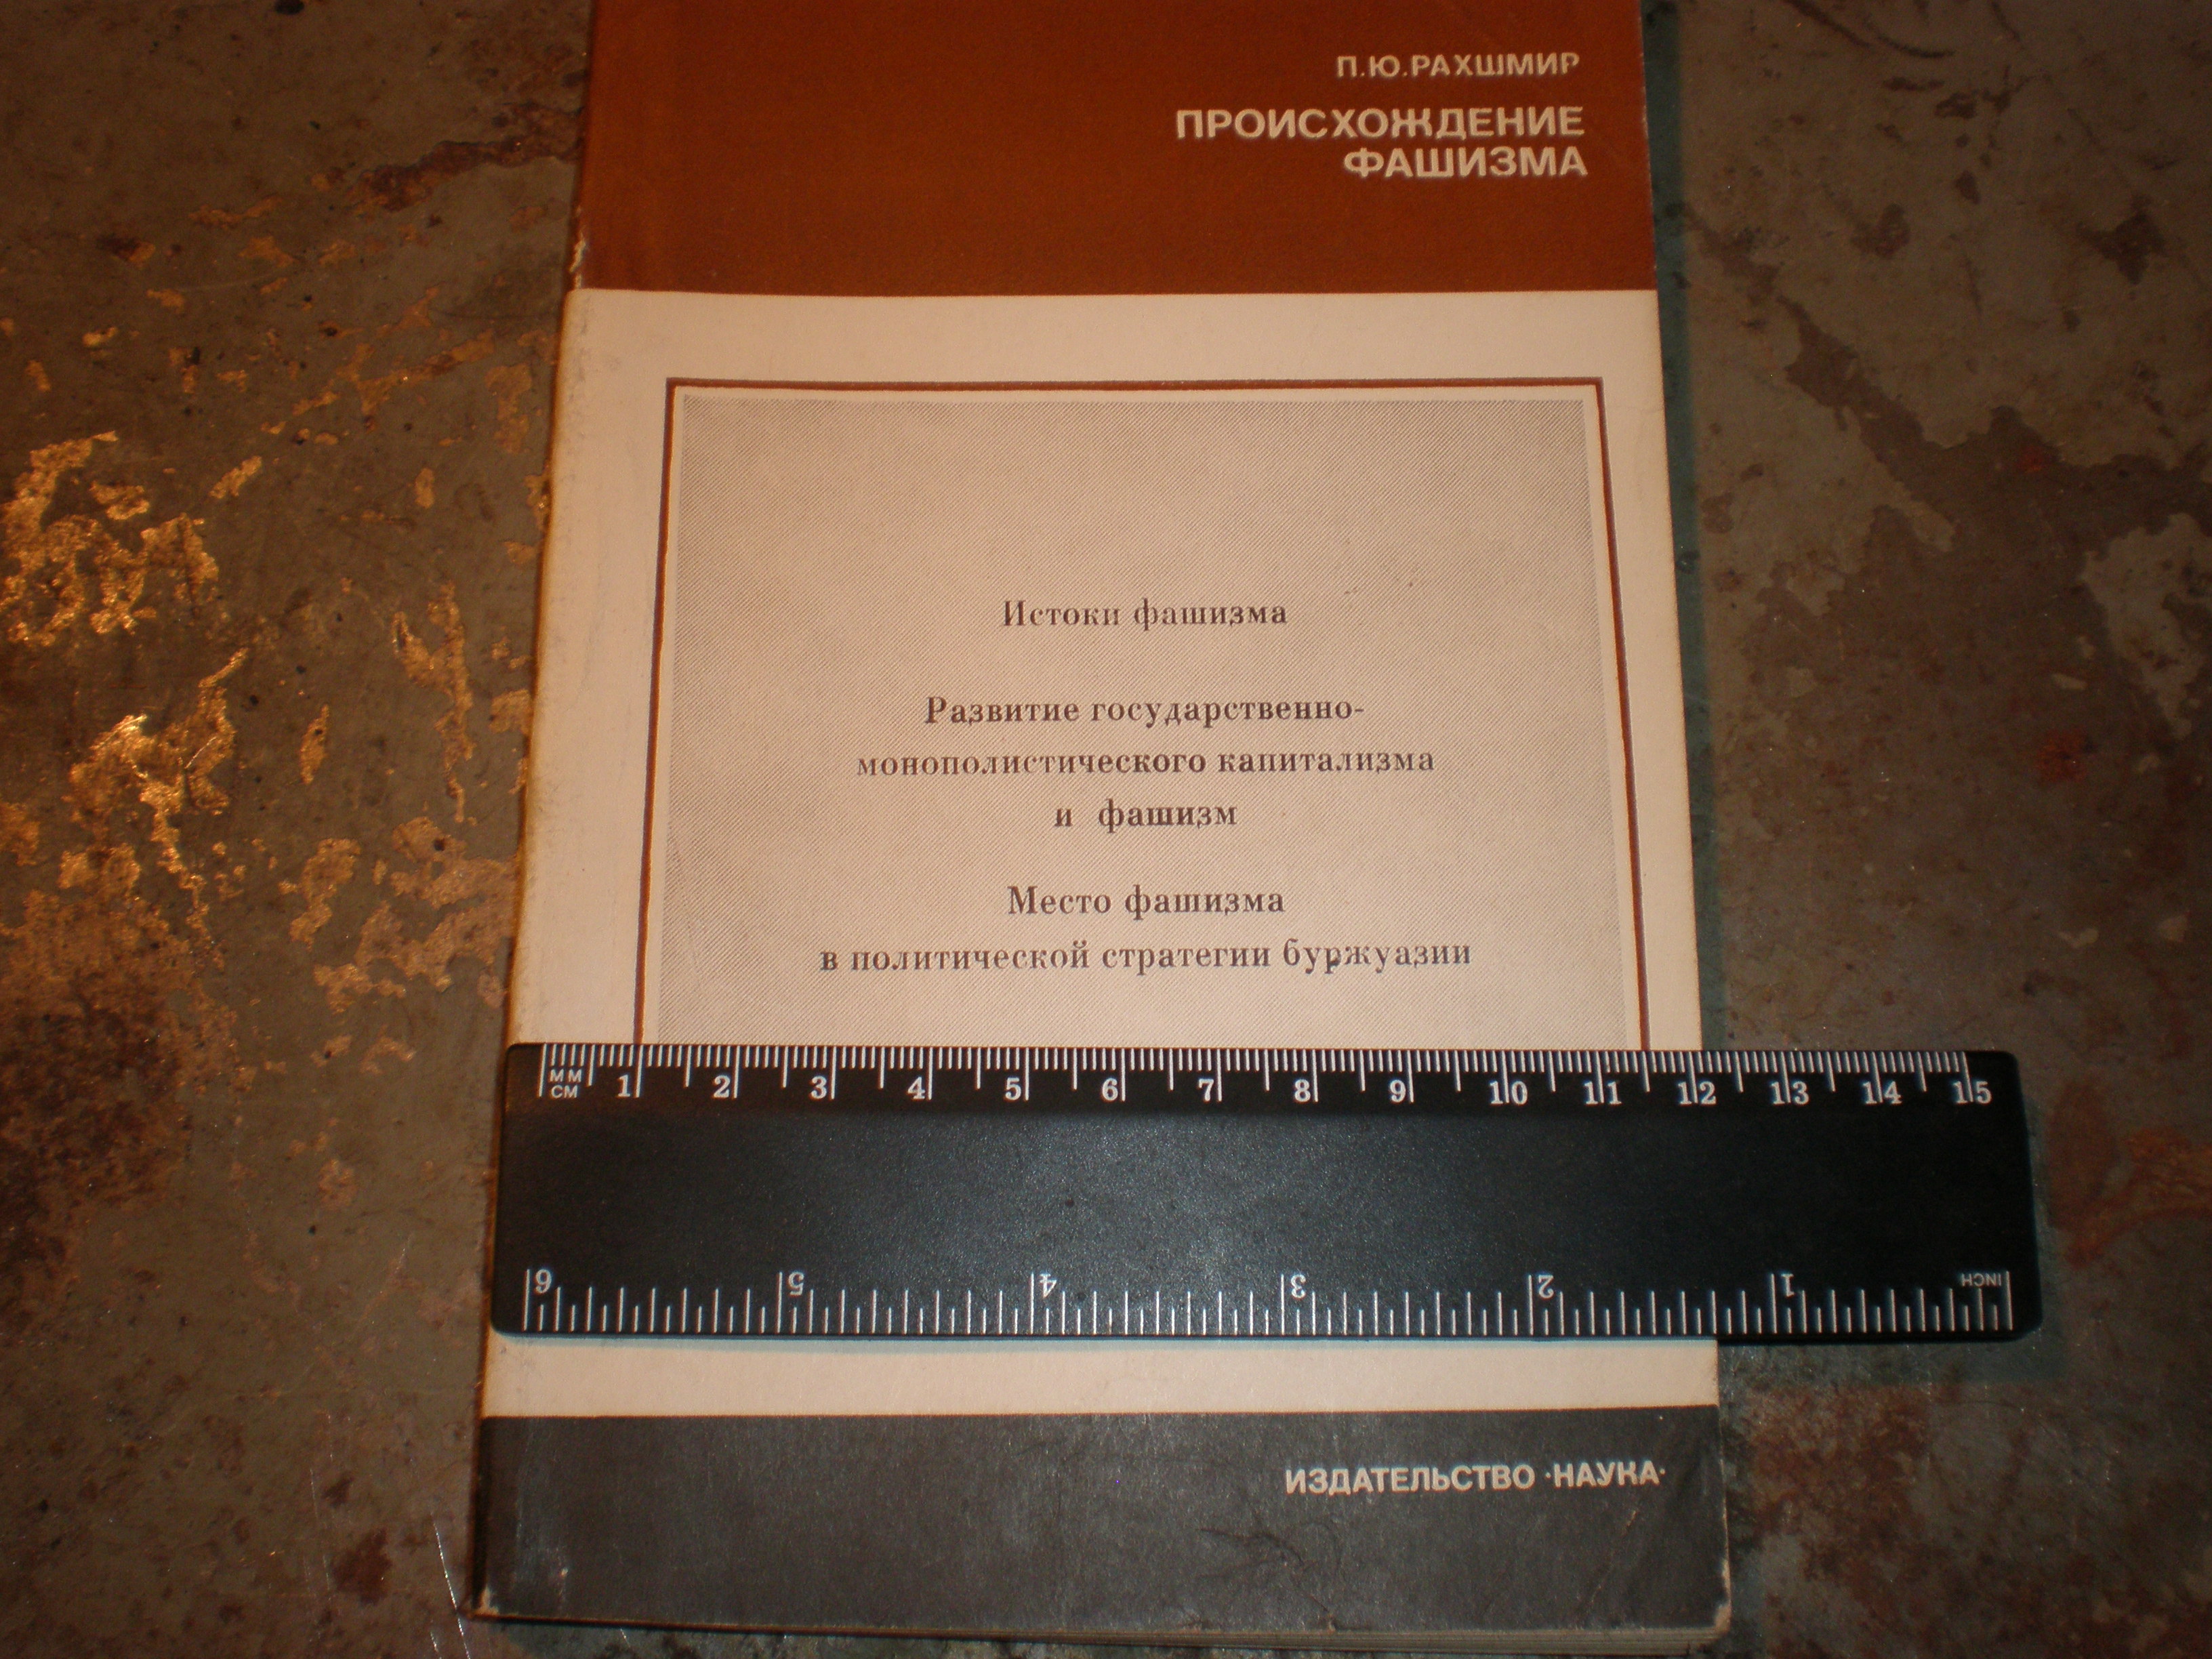 П.Ю.РАХШМИР
ПРОИСХОЖДЕНИЕ
ФАШИЗМА
Истоки фашизма
Развитие государственно-
монополистического капитализма
и фашизм
Место фашизма
в политической стратегии буржуазии
ММ
СМ
1 2 3 4 5 6 7 8 9 10 11 12 13 14 15
6 5 4 3 2 1 INCH
ИЗДАТЕЛЬСТВО ·НАУКА·